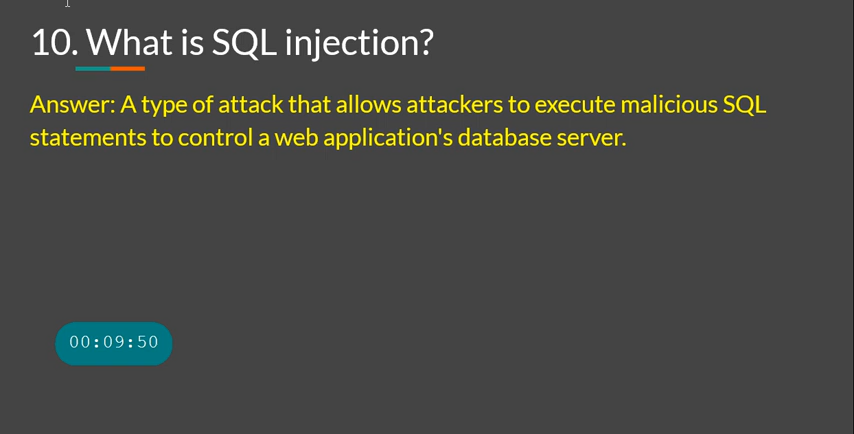 10. What is SQL injection?
Answer: A type of attack that allows attackers to execute malicious SQL
statements to control a web application's database server.
00:09:50